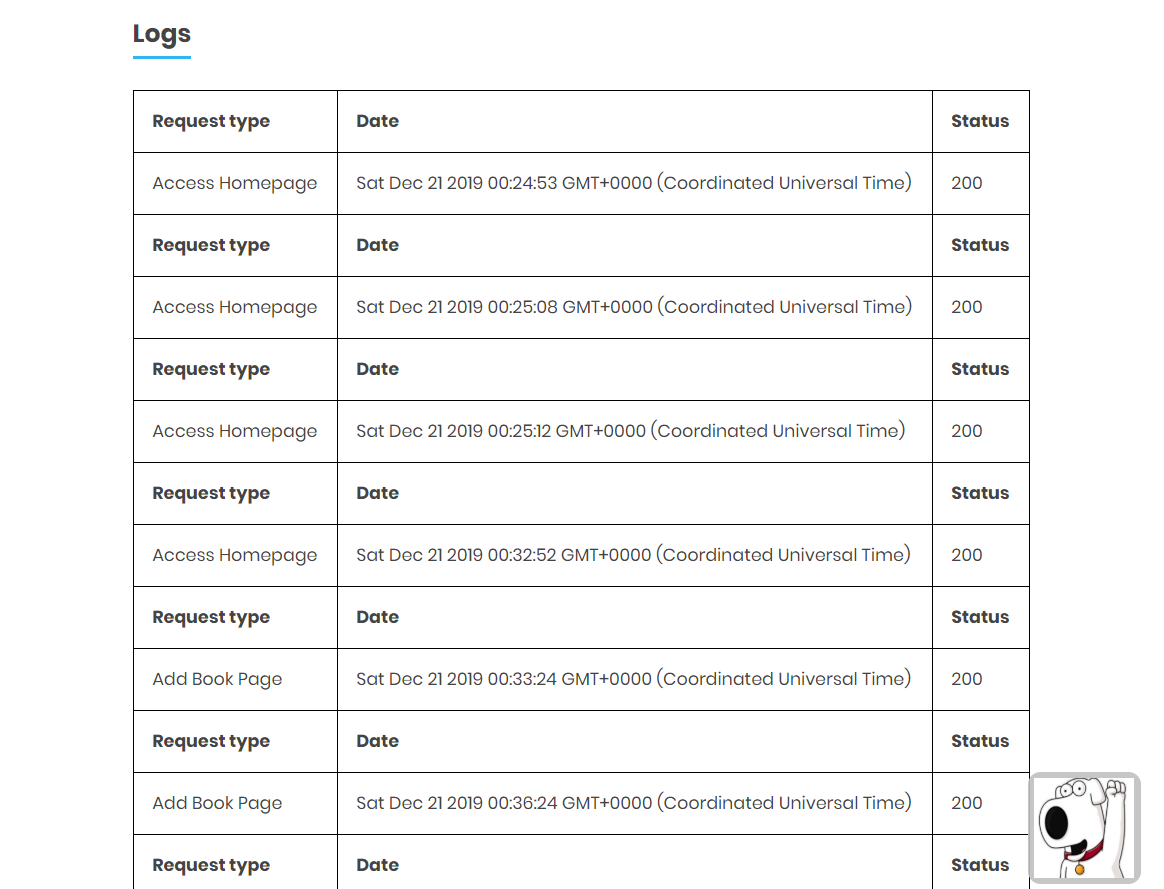 Logs
Request type Date Status
Access Homepage Sat Dec 21 2019 00:24:53 GMT+0000 (Coordinated Universal Time) 200
Request type Date Status
Access Homepage Sat Dec 21 2019 00:25:08 GMT+0000 (Coordinated Universal Time) 200
Request type Date Status
Access Homepage Sat Dec 21 2019 00:25:12 GMT+0000 (Coordinated Universal Time) 200
Request type Date Status
Access Homepage Sat Dec 21 2019 00:32:52 GMT+0000 (Coordinated Universal Time) 200
Request type Date Status
Add Book Page Sat Dec 21 2019 00:33:24 GMT+0000 (Coordinated Universal Time) 200
Request type Date Status
Add Book Page Sat Dec 21 2019 00:36:24 GMT+0000 (Coordinated Universal Time) 200
Request type Date Status